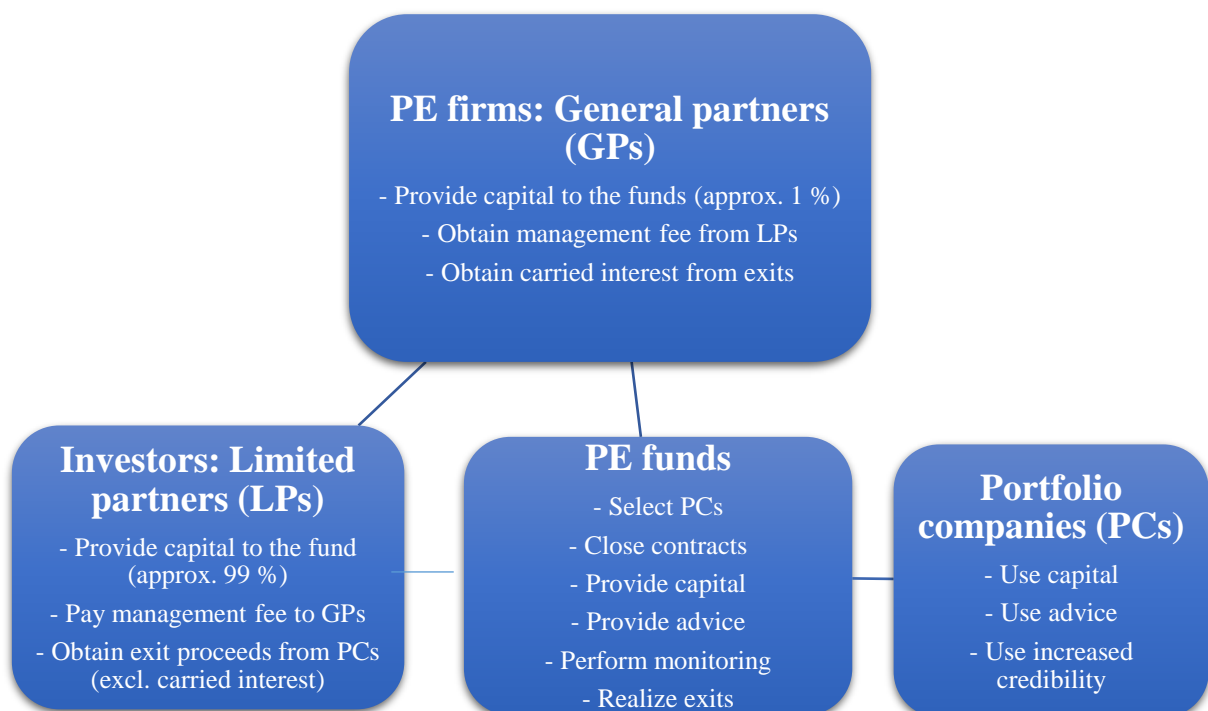 PE firms: General partners
(GPs)
- Provide capital to the funds (approx. 1 %)
- Obtain management fee from LPs
- Obtain carried interest from exits
Investors: Limited
partners (LPs)
- Provide capital to the fund
(approx. 99 %)
- Pay management fee to GPs
- Obtain exit proceeds from PCs
(excl. carried interest)
PE funds
- Select PCs
- Close contracts
- Provide capital
- Provide advice
- Perform monitoring
- Realize exits
Portfolio
companies (PCs)
- Use capital
- Use advice
- Use increased
credibility